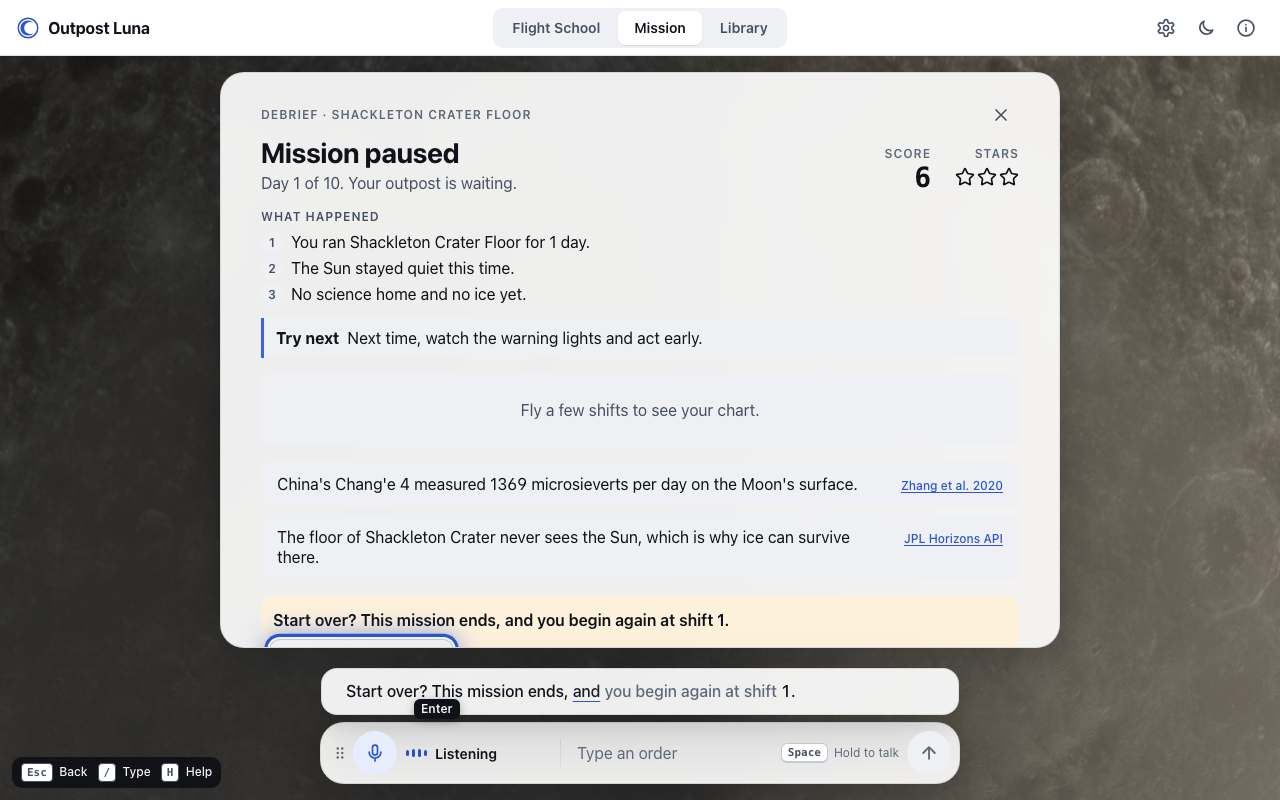 Outpost Luna
Flight School
Mission
Library
DEBRIEF · SHACKLETON CRATER FLOOR
Mission paused
Day 1 of 10. Your outpost is waiting.
SCORE
6
STARS
WHAT HAPPENED
1 You ran Shackleton Crater Floor for 1 day.
2 The Sun stayed quiet this time.
3 No science home and no ice yet.
Try next Next time, watch the warning lights and act early.
Fly a few shifts to see your chart.
China's Chang'e 4 measured 1369 microsieverts per day on the Moon's surface.
Zhang et al. 2020
The floor of Shackleton Crater never sees the Sun, which is why ice can survive
there.
JPL Horizons API
Start over? This mission ends, and you begin again at shift 1.
Start over? This mission ends, and you begin again at shift 1.
Enter
Listening
Type an order
Space Hold to talk
Esc Back / Type H Help